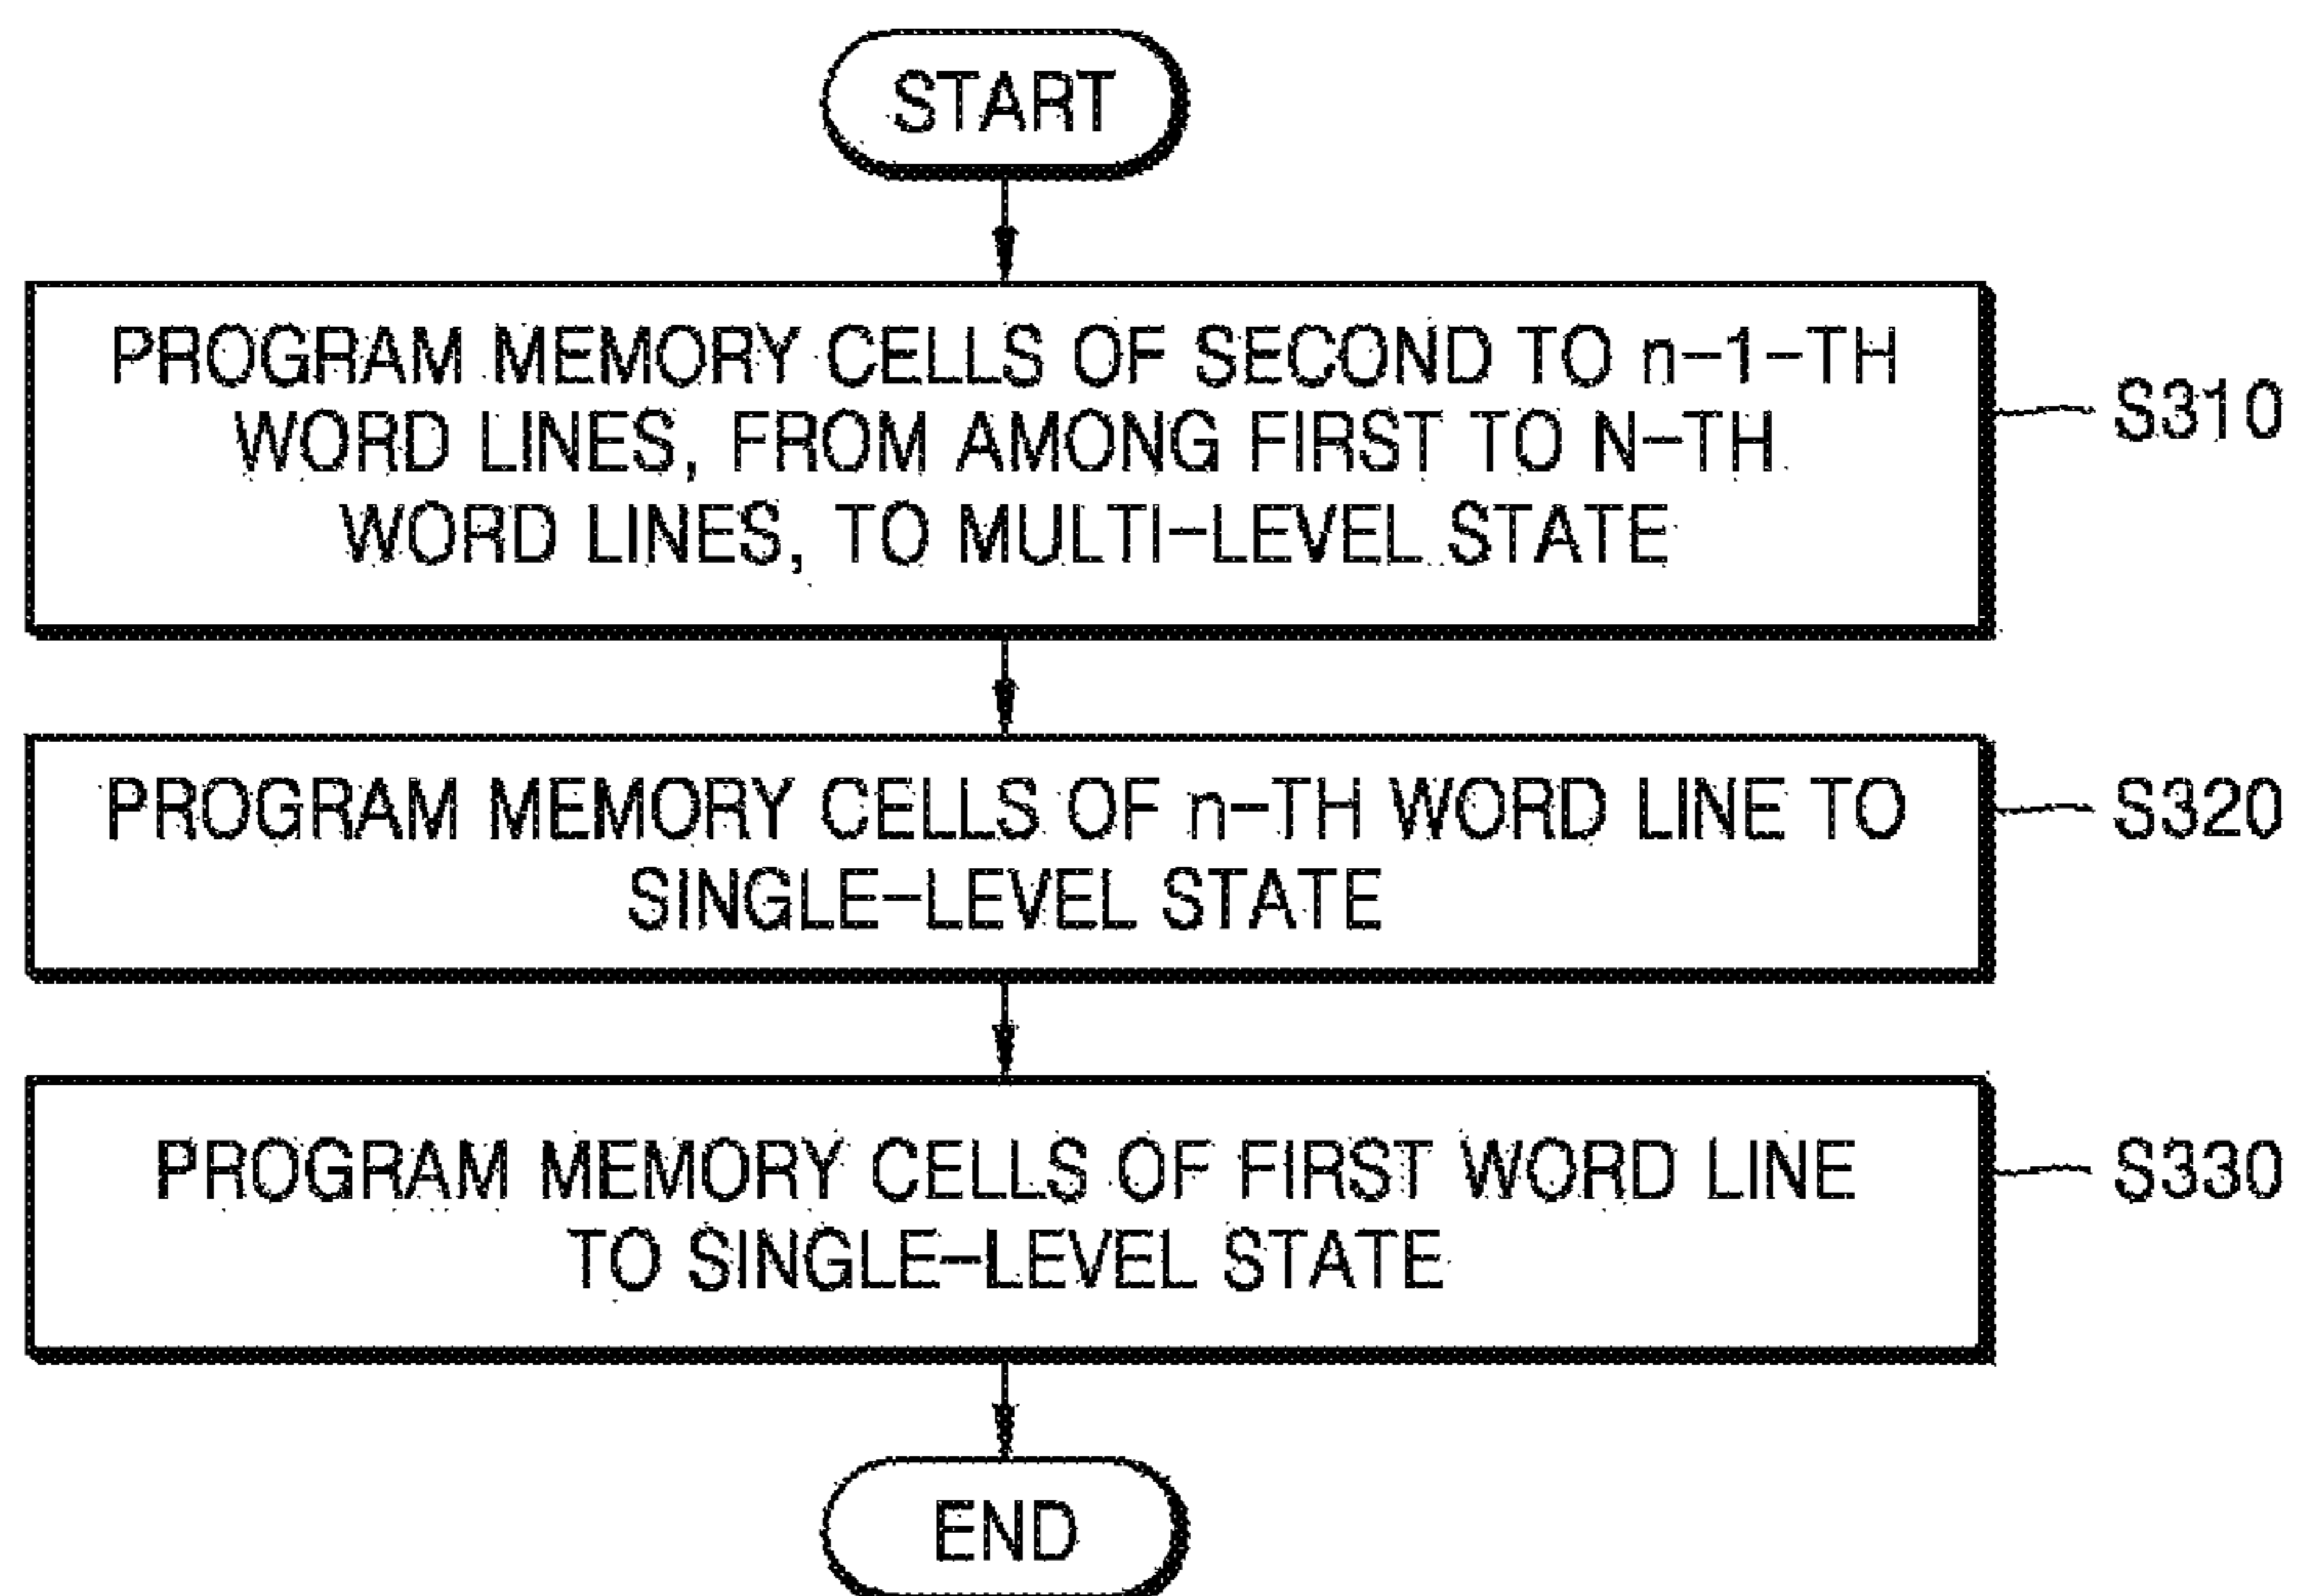 START
PROGRAM MEMORY CELLS OF SECOND TO n-1-TH
WORD LINES, FROM AMONG FIRST TO N-TH
WORD LINES, TO MULTI-LEVEL STATE
S310
PROGRAM MEMORY CELLS OF n-TH WORD LINE TO
SINGLE-LEVEL STATE
S320
PROGRAM MEMORY CELLS OF FIRST WORD LINE
TO SINGLE-LEVEL STATE
S330
END